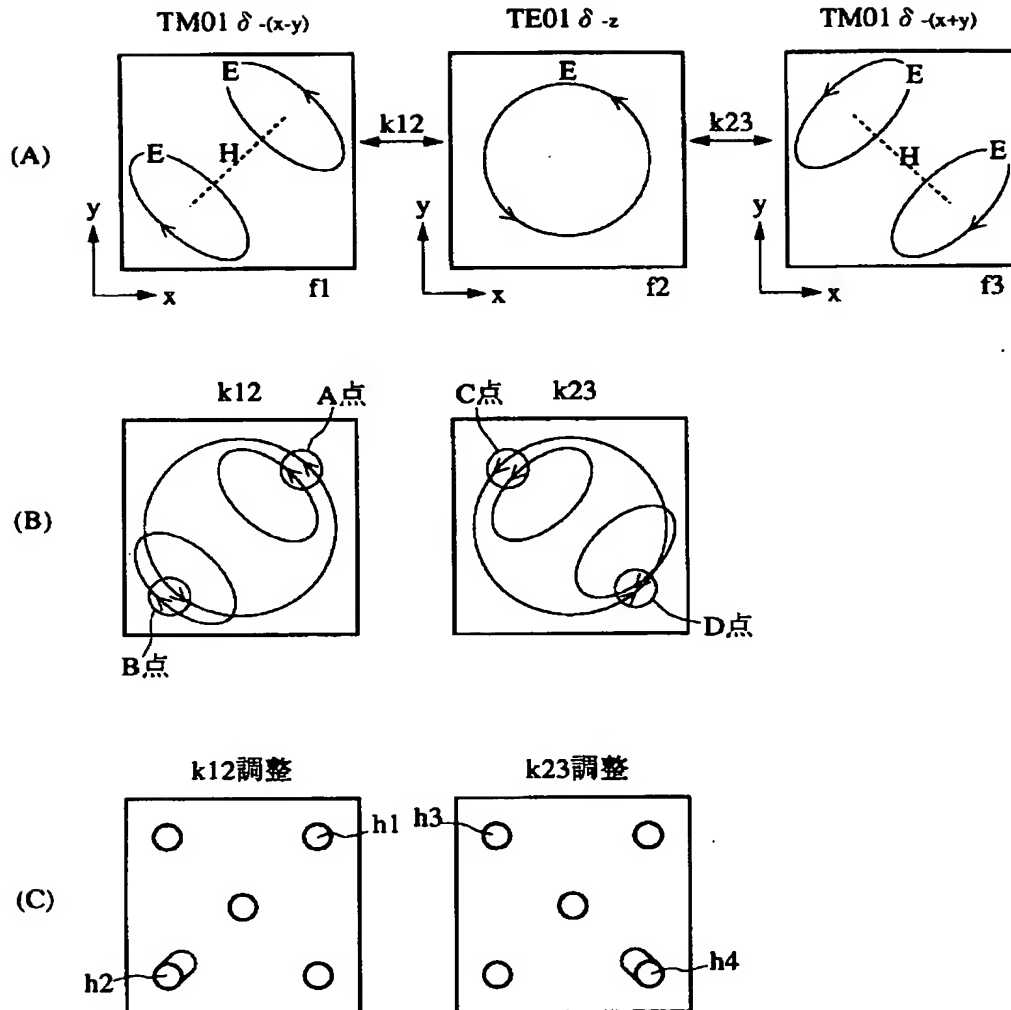 TM01 δ -(x-y) TE01 δ -z TM01 δ -(x+y)
(A)
E E E E E
H k12 k23 H
y x f1
y x f2
y x f3
(B)
k12 A点 C点 k23
B点 D点
(C)
k12調整 k23調整
h1 h3
h2 h4